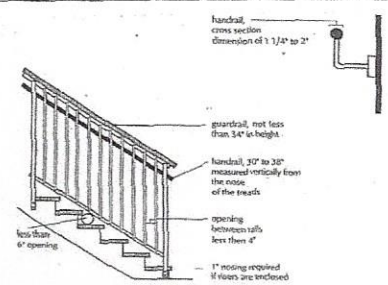 handrail,
cross section
dimension of 1 1/4" to 2"
guardrail, not less
than 34" in height
handrail, 30" to 38"
measured vertically from
the nose
of the treads
opening
between rails
less then 4"
less than
6" opening
1" nosing required
if risers are enclosed